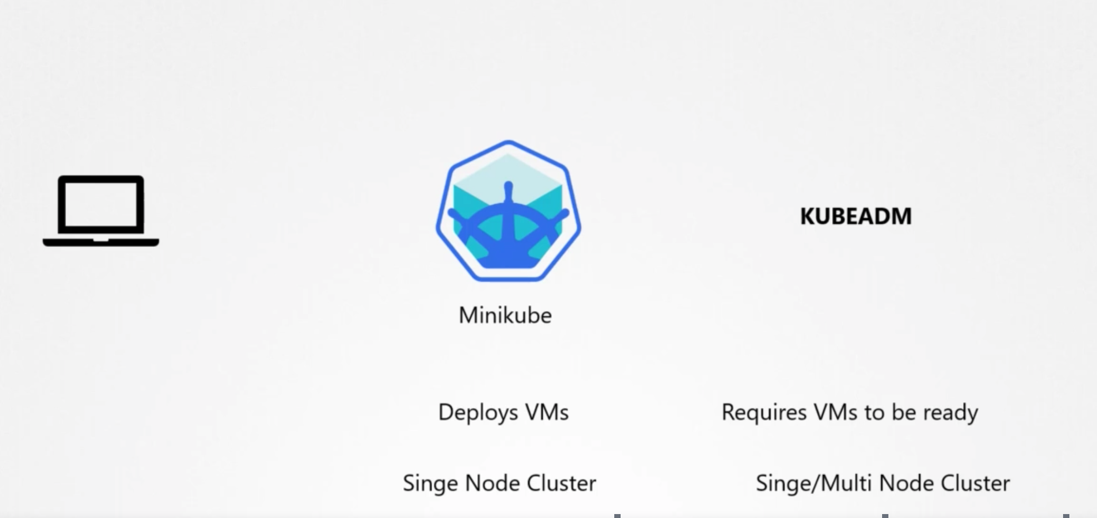 KUBEADM
Minikube
Deploys VMs
Requires VMs to be ready
Singe Node Cluster
Singe/Multi Node Cluster